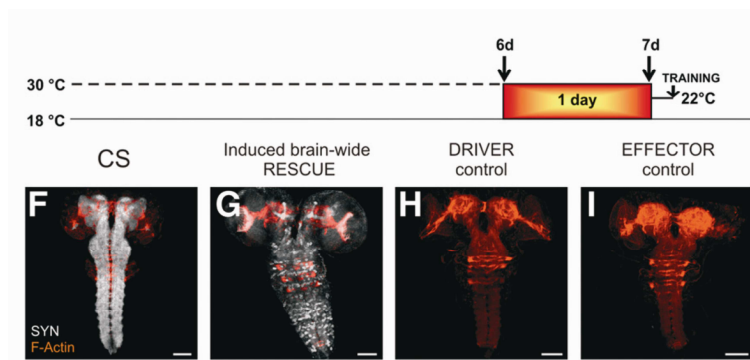 6d 7d
30 °C
TRAINING
1 day
22°C
18 °C
CS
Induced brain-wide
RESCUE
DRIVER
control
EFFECTOR
control
F
G
H
I
SYN
F-Actin